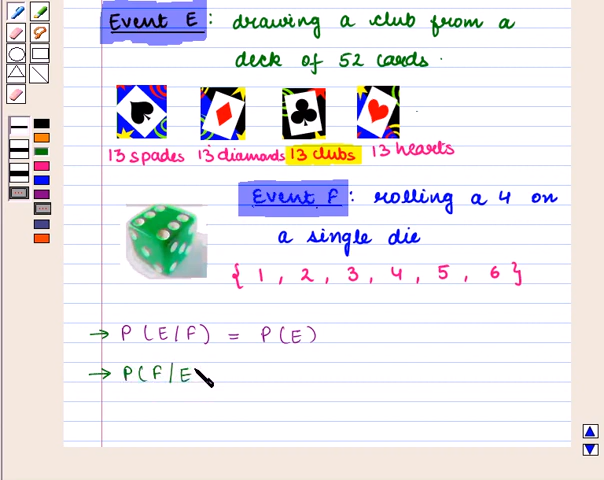 Event E : drawing a club from a
deck of 52 cards.
13 spades 13 diamonds 13 clubs 13 hearts
Event F : rolling a 4 on
a single die
{ 1 , 2 , 3 , 4 , 5 , 6 }
→ P(E/F) = P(E)
→ P(F/E